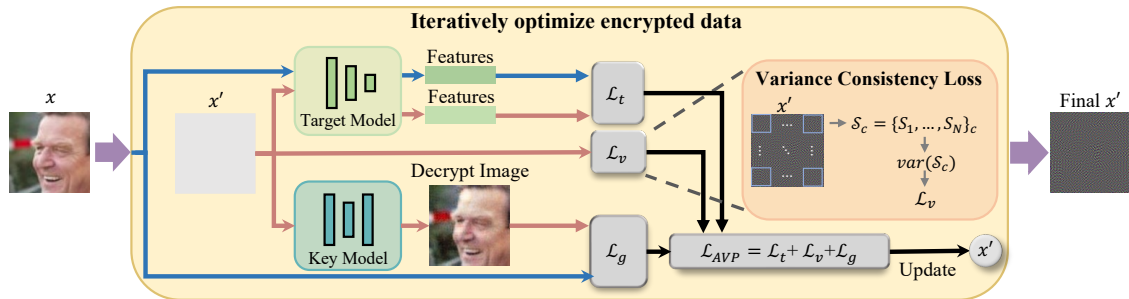 Iteratively optimize encrypted data
x
x′
Target Model
Features
Features
ℒt
ℒv
Decrypt Image
Key Model
ℒg
Variance Consistency Loss
x′
... 
⋮ ⋱ ⋮
...
𝒮c = {S1, ..., SN}c
var(𝒮c)
ℒv
ℒAVP = ℒt+ ℒv+ℒg
Update
x′
Final x′